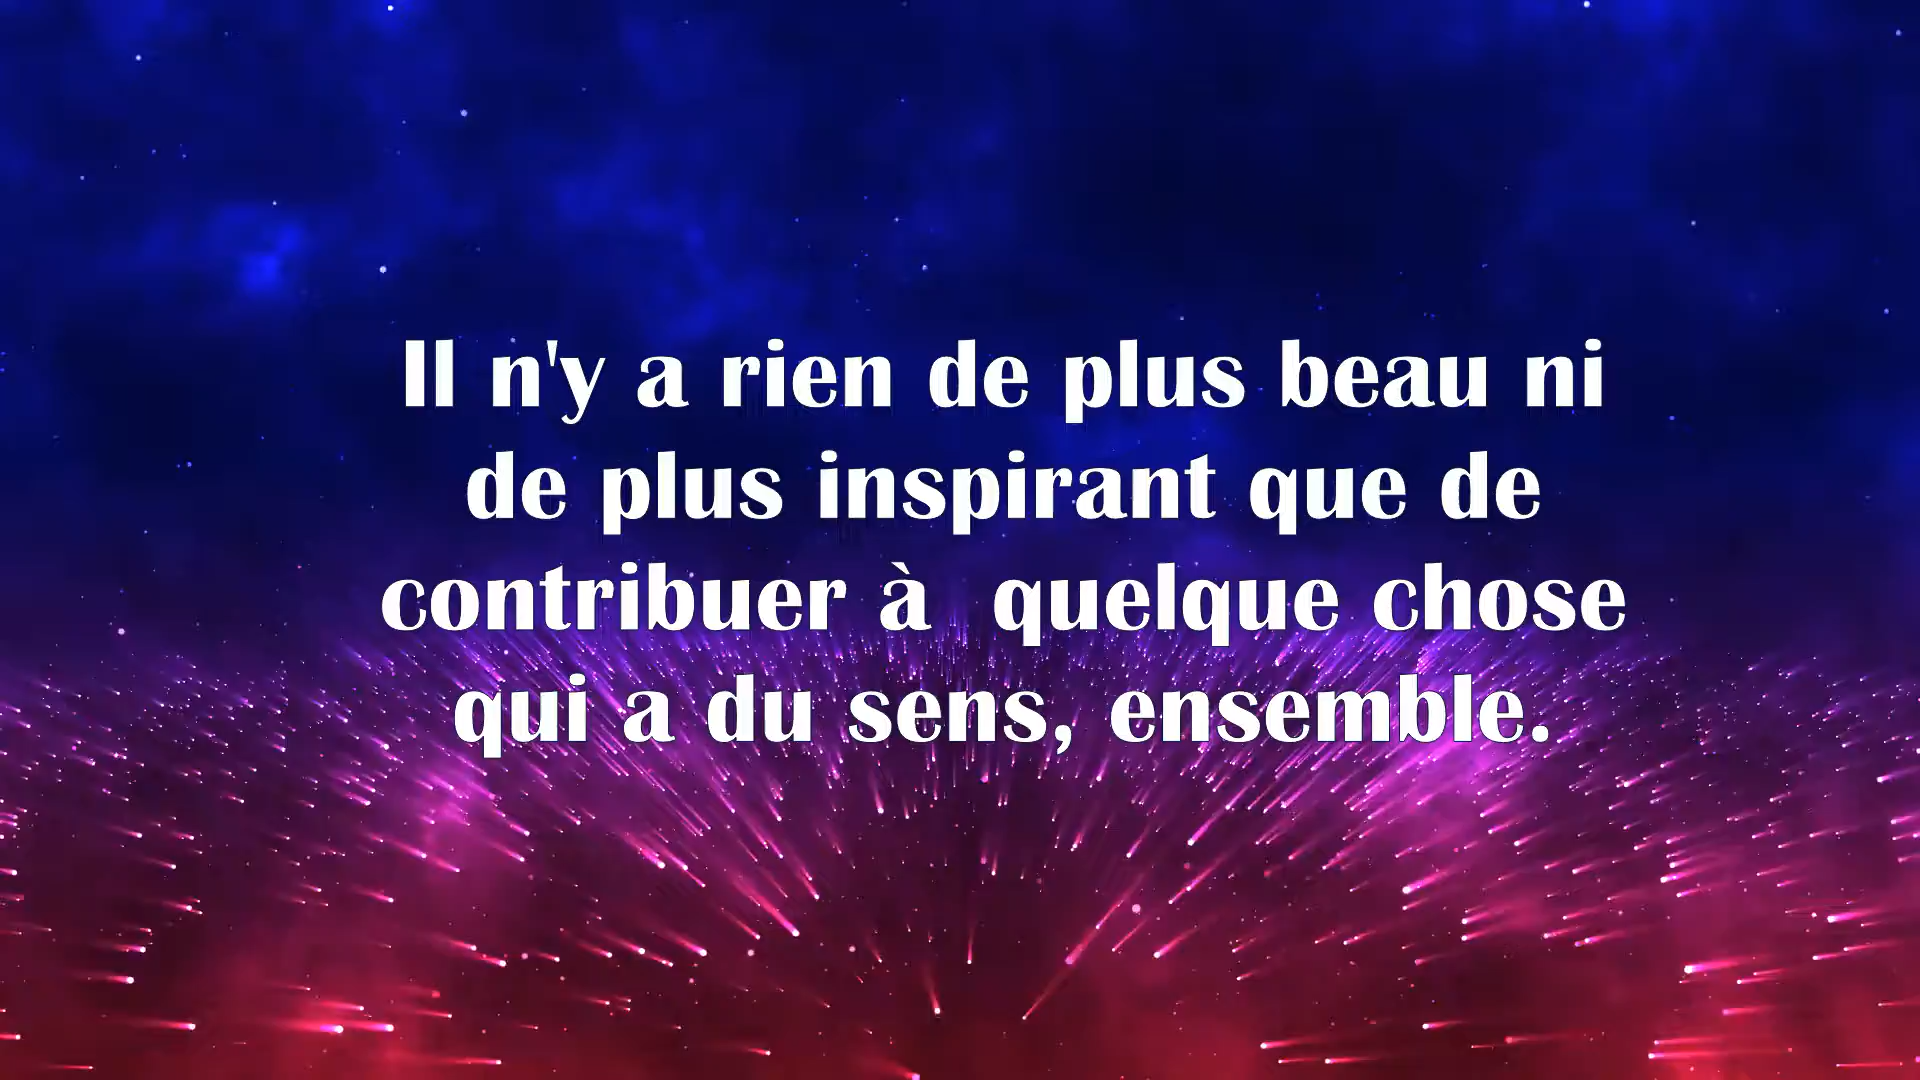 Il n'y a rien de plus beau ni
de plus inspirant que de
contribuer à  quelque chose
qui a du sens, ensemble.